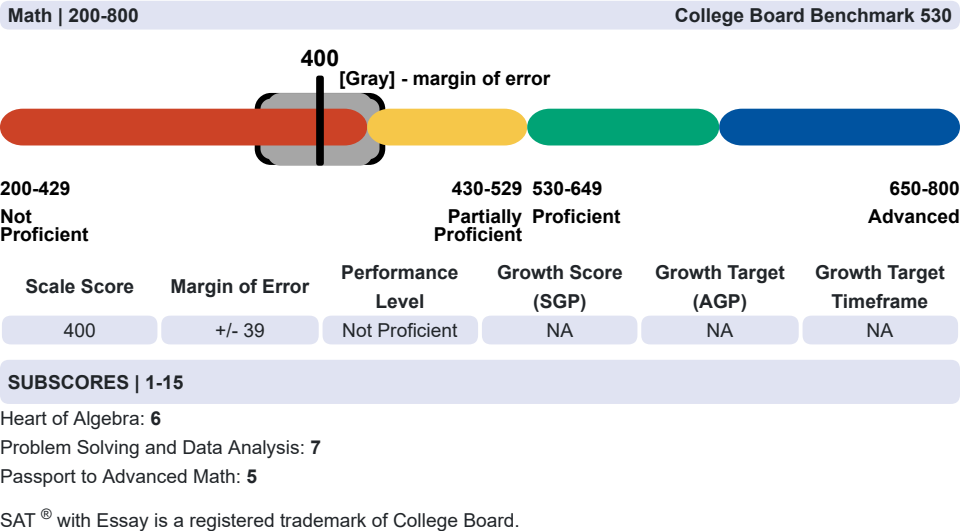 Math | 200-800 College Board Benchmark 530
400
[Gray] - margin of error
200-429 430-529 530-649 650-800
Not Partially Proficient Advanced
Proficient Proficient
Scale Score Margin of Error Performance Level Growth Score (SGP) Growth Target (AGP) Growth Target Timeframe
400 +/- 39 Not Proficient NA NA NA
SUBSCORES | 1-15
Heart of Algebra: 6
Problem Solving and Data Analysis: 7
Passport to Advanced Math: 5
SAT ® with Essay is a registered trademark of College Board.